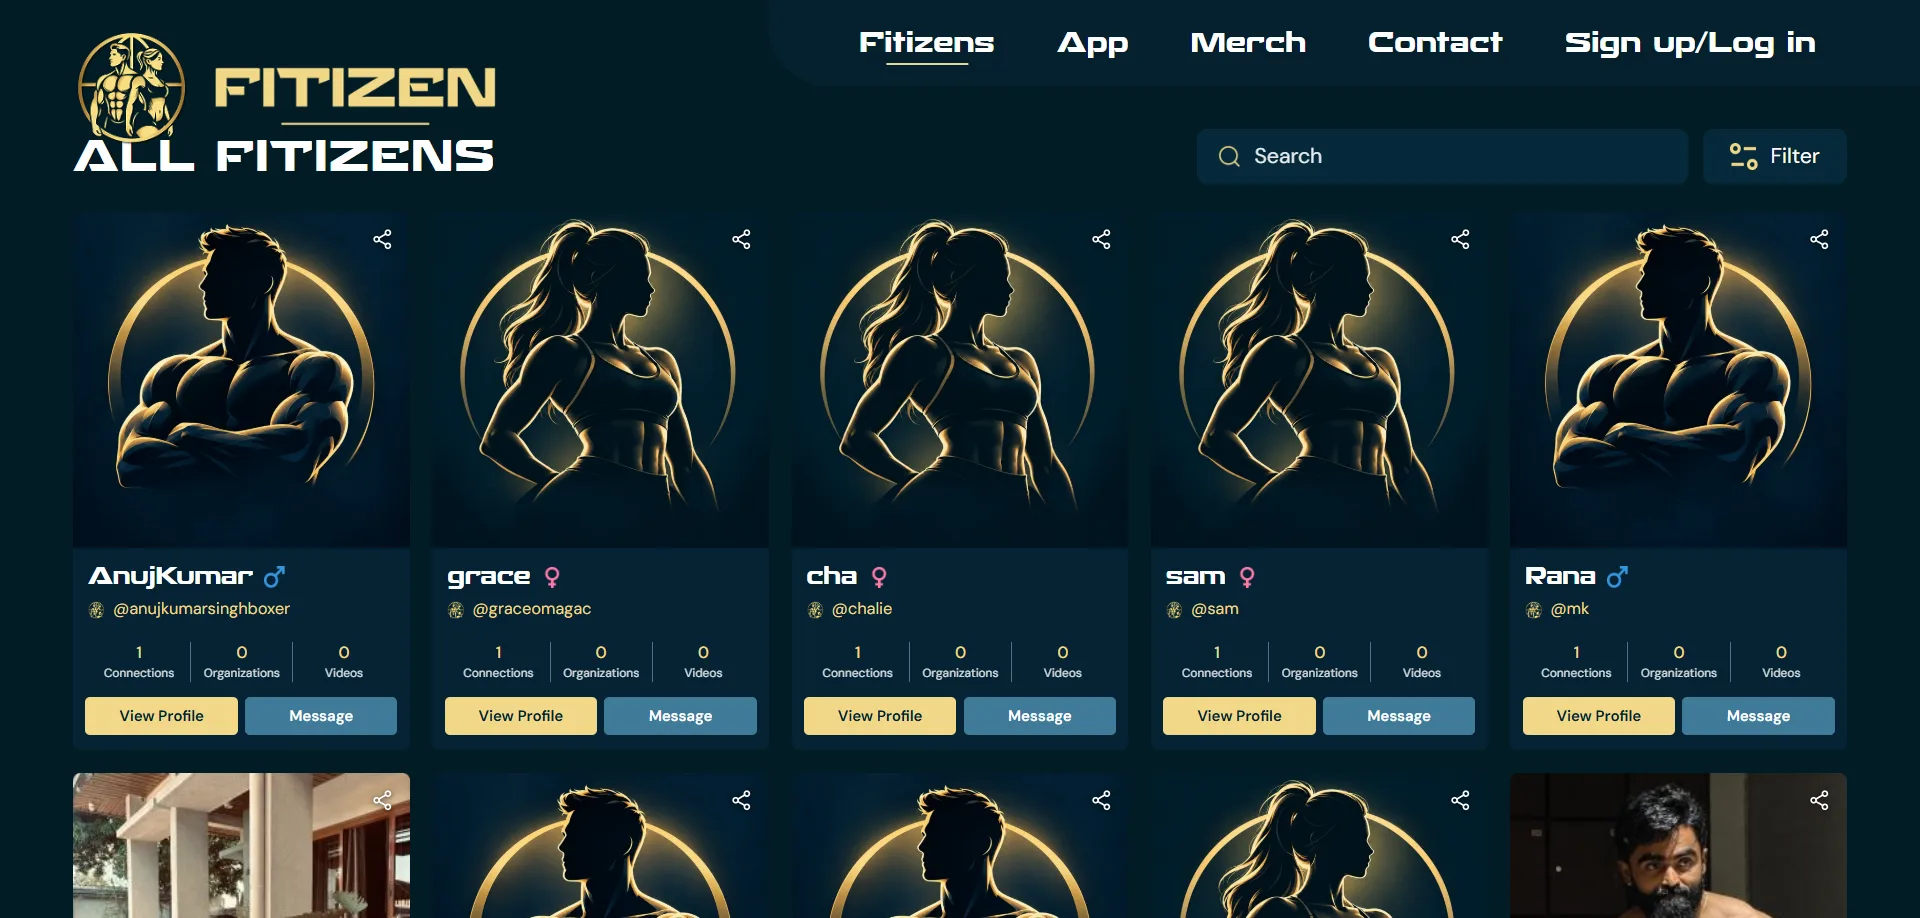 Fitizens
App
Merch
Contact
Sign up/Log in
FITIZEN
ALL FITIZENS
Search
Filter
AnujKumar
@anujkumarsinghboxer
1
Connections
0
Organizations
0
Videos
View Profile
Message
grace
@graceomagac
1
Connections
0
Organizations
0
Videos
View Profile
Message
cha
@chalie
1
Connections
0
Organizations
0
Videos
View Profile
Message
sam
@sam
1
Connections
0
Organizations
0
Videos
View Profile
Message
Rana
@mk
1
Connections
0
Organizations
0
Videos
View Profile
Message